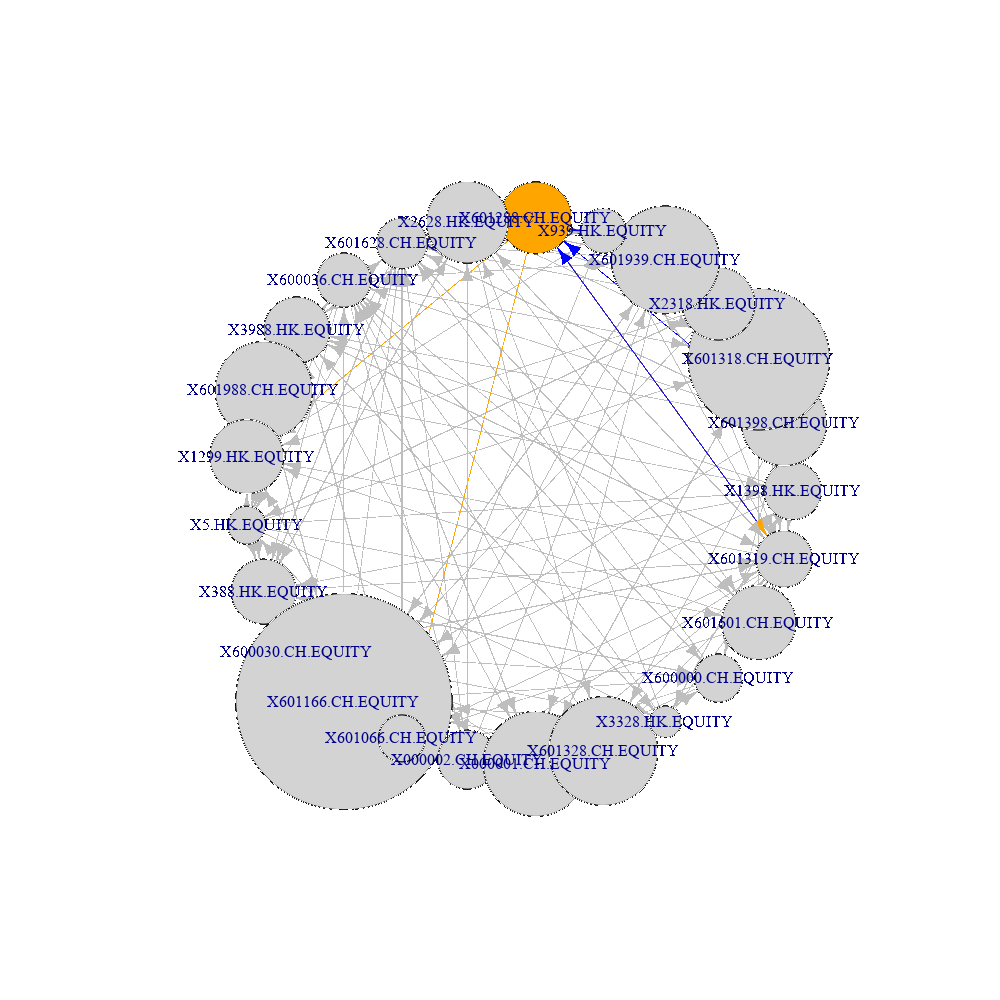 X601288.CH.EQUITY
X2628.HK.EQUITY
X939.HK.EQUITY
X601628.CH.EQUITY
X601939.CH.EQUITY
X600036.CH.EQUITY
X2318.HK.EQUITY
X3988.HK.EQUITY
X601318.CH.EQUITY
X601988.CH.EQUITY
X601398.CH.EQUITY
X1299.HK.EQUITY
X1398.HK.EQUITY
X5.HK.EQUITY
X601319.CH.EQUITY
X388.HK.EQUITY
X601601.CH.EQUITY
X600030.CH.EQUITY
X600000.CH.EQUITY
X601166.CH.EQUITY
X3328.HK.EQUITY
X601066.CH.EQUITY
X601328.CH.EQUITY
X000002.CH.EQUITY
X000001.CH.EQUITY